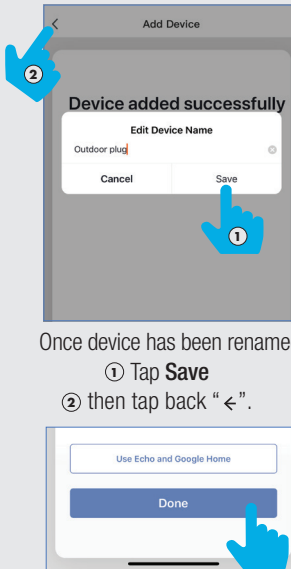 Add Device
②
Device added successfully
Edit Device Name
Outdoor plug
Cancel Save
①
Once device has been rename
① Tap Save
② then tap back “←”.
Use Echo and Google Home
Done